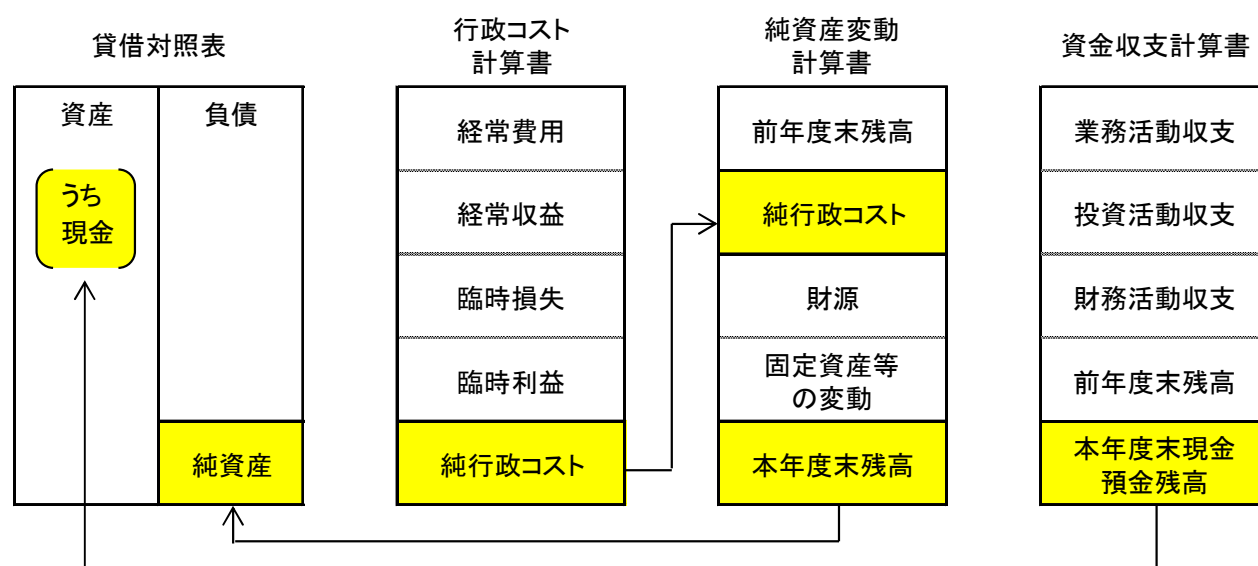 貸借対照表
資産
負債
うち
現金
純資産
行政コスト
計算書
経常費用
経常収益
臨時損失
臨時利益
純行政コスト
純資産変動
計算書
前年度末残高
純行政コスト
財源
固定資産等
の変動
本年度末残高
資金収支計算書
業務活動収支
投資活動収支
財務活動収支
前年度末残高
本年度末現金
預金残高